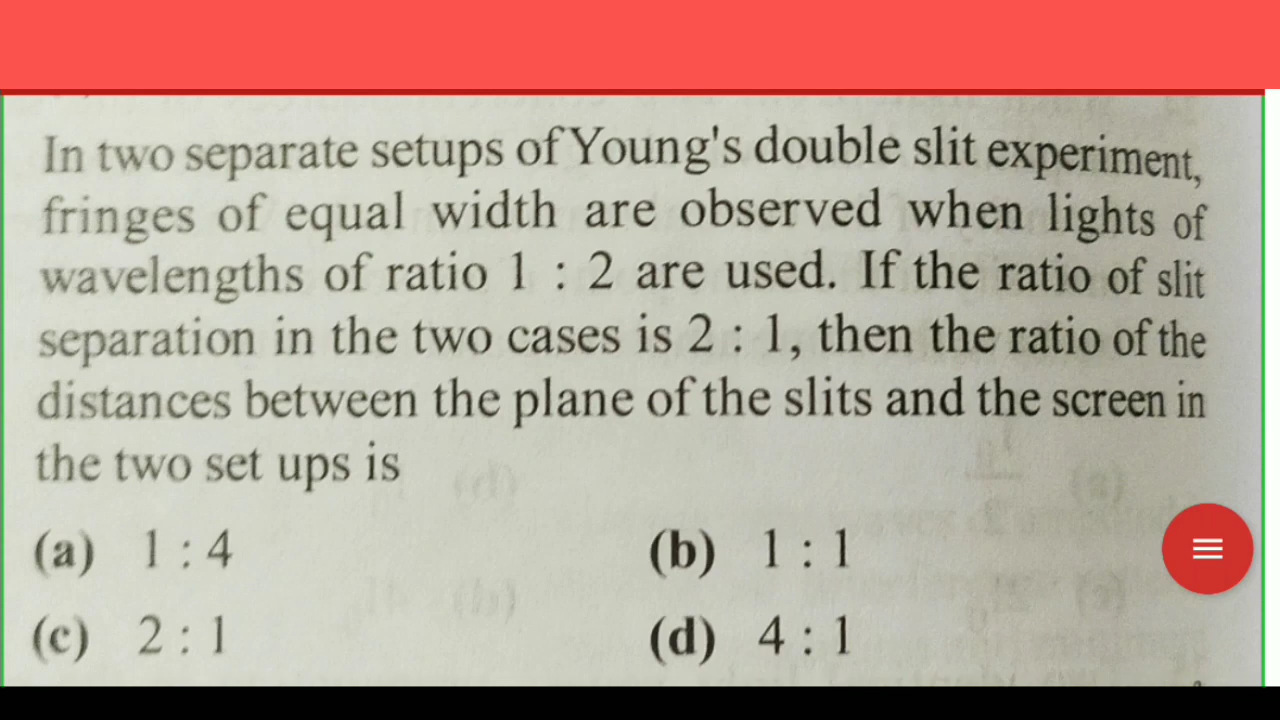 In two separate setups of Young's double slit experiment,
fringes of equal width are observed when lights of
wavelengths of ratio 1 : 2 are used. If the ratio of slit
separation in the two cases is 2 : 1, then the ratio of the
distances between the plane of the slits and the screen in
the two set ups is
(a) 1 : 4 (b) 1 : 1
(c) 2 : 1 (d) 4 : 1